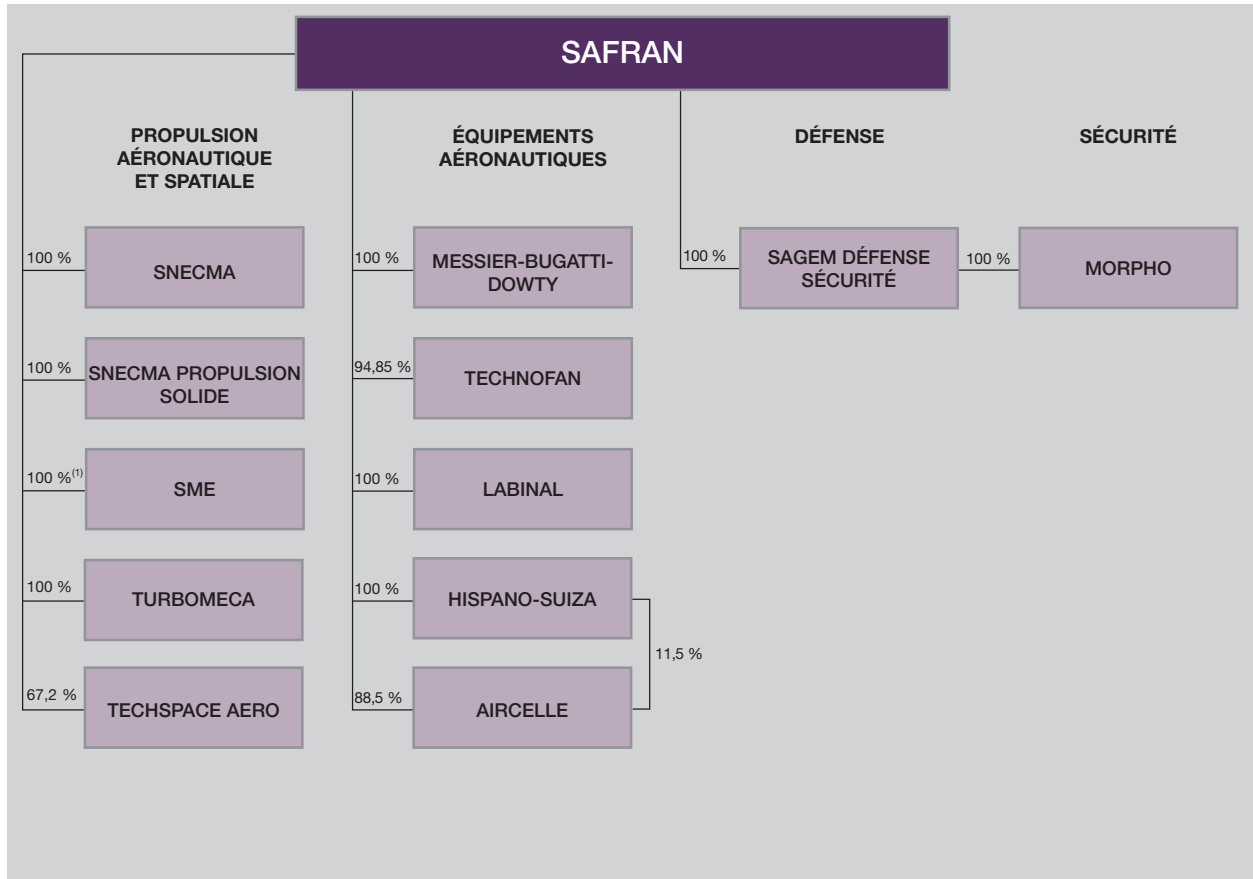 SAFRAN
PROPULSION
AÉRONAUTIQUE
ET SPATIALE
100 %
SNECMA
100 %
SNECMA PROPULSION
SOLIDE
100 %(1)
SME
100 %
TURBOMECA
67,2 %
TECHSPACE AERO
ÉQUIPEMENTS
AÉRONAUTIQUES
100 %
MESSIER-BUGATTI-
DOWTY
94,85 %
TECHNOFAN
100 %
LABINAL
100 %
HISPANO-SUIZA
11,5 %
88,5 %
AIRCELLE
DÉFENSE
100 %
SAGEM DÉFENSE
SÉCURITÉ
SÉCURITÉ
100 %
MORPHO